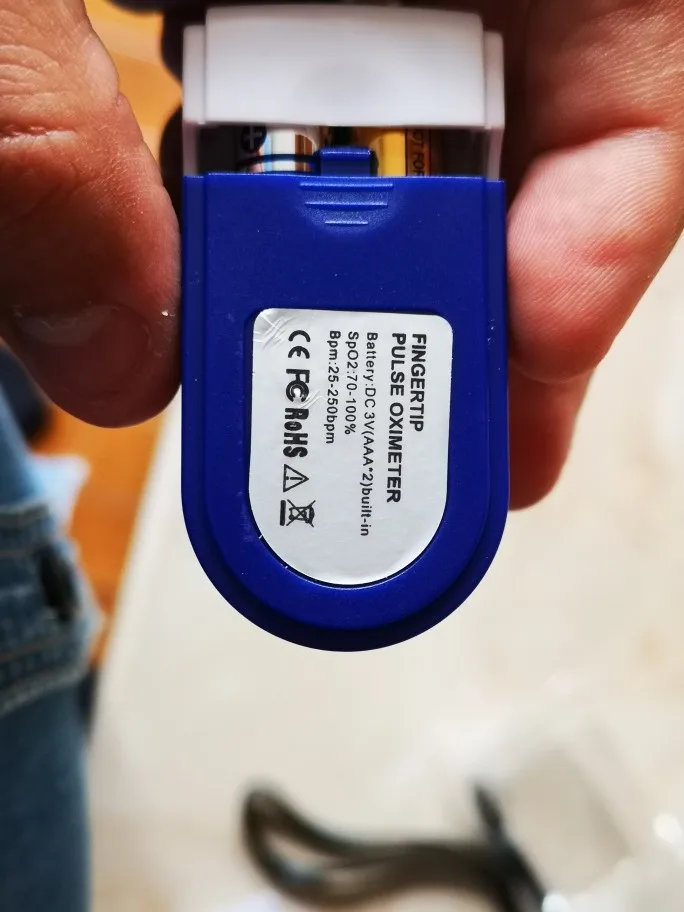 FINGERTIP
PULSE OXIMETER
Battery:DC 3V(AAA*2)built-in
SpO2:70-100%
Bpm:25-250bpm
CE FC RoHS